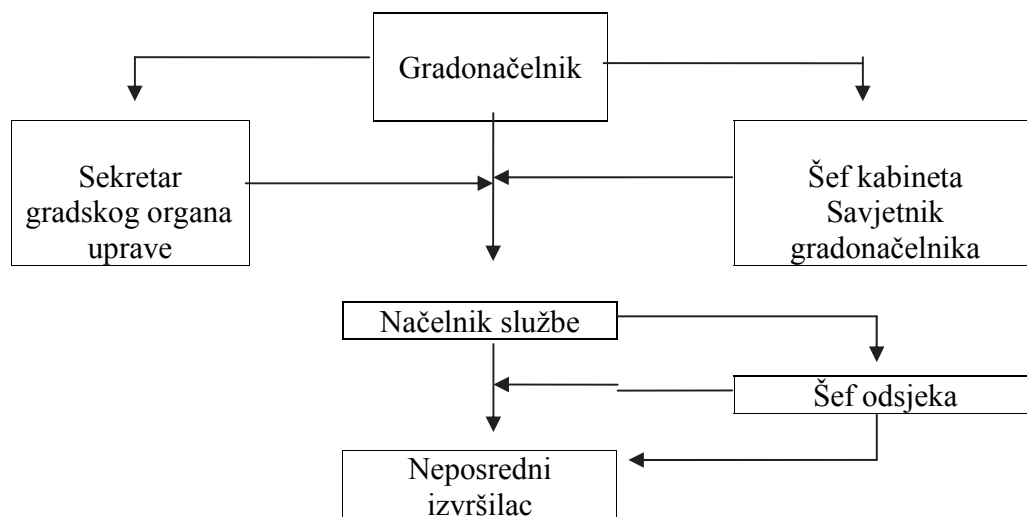 Gradonačelnik
Sekretar
gradskog organa
uprave
Šef kabineta
Savjetnik
gradonačelnika
Načelnik službe
Šef odsjeka
Neposredni
izvršilac